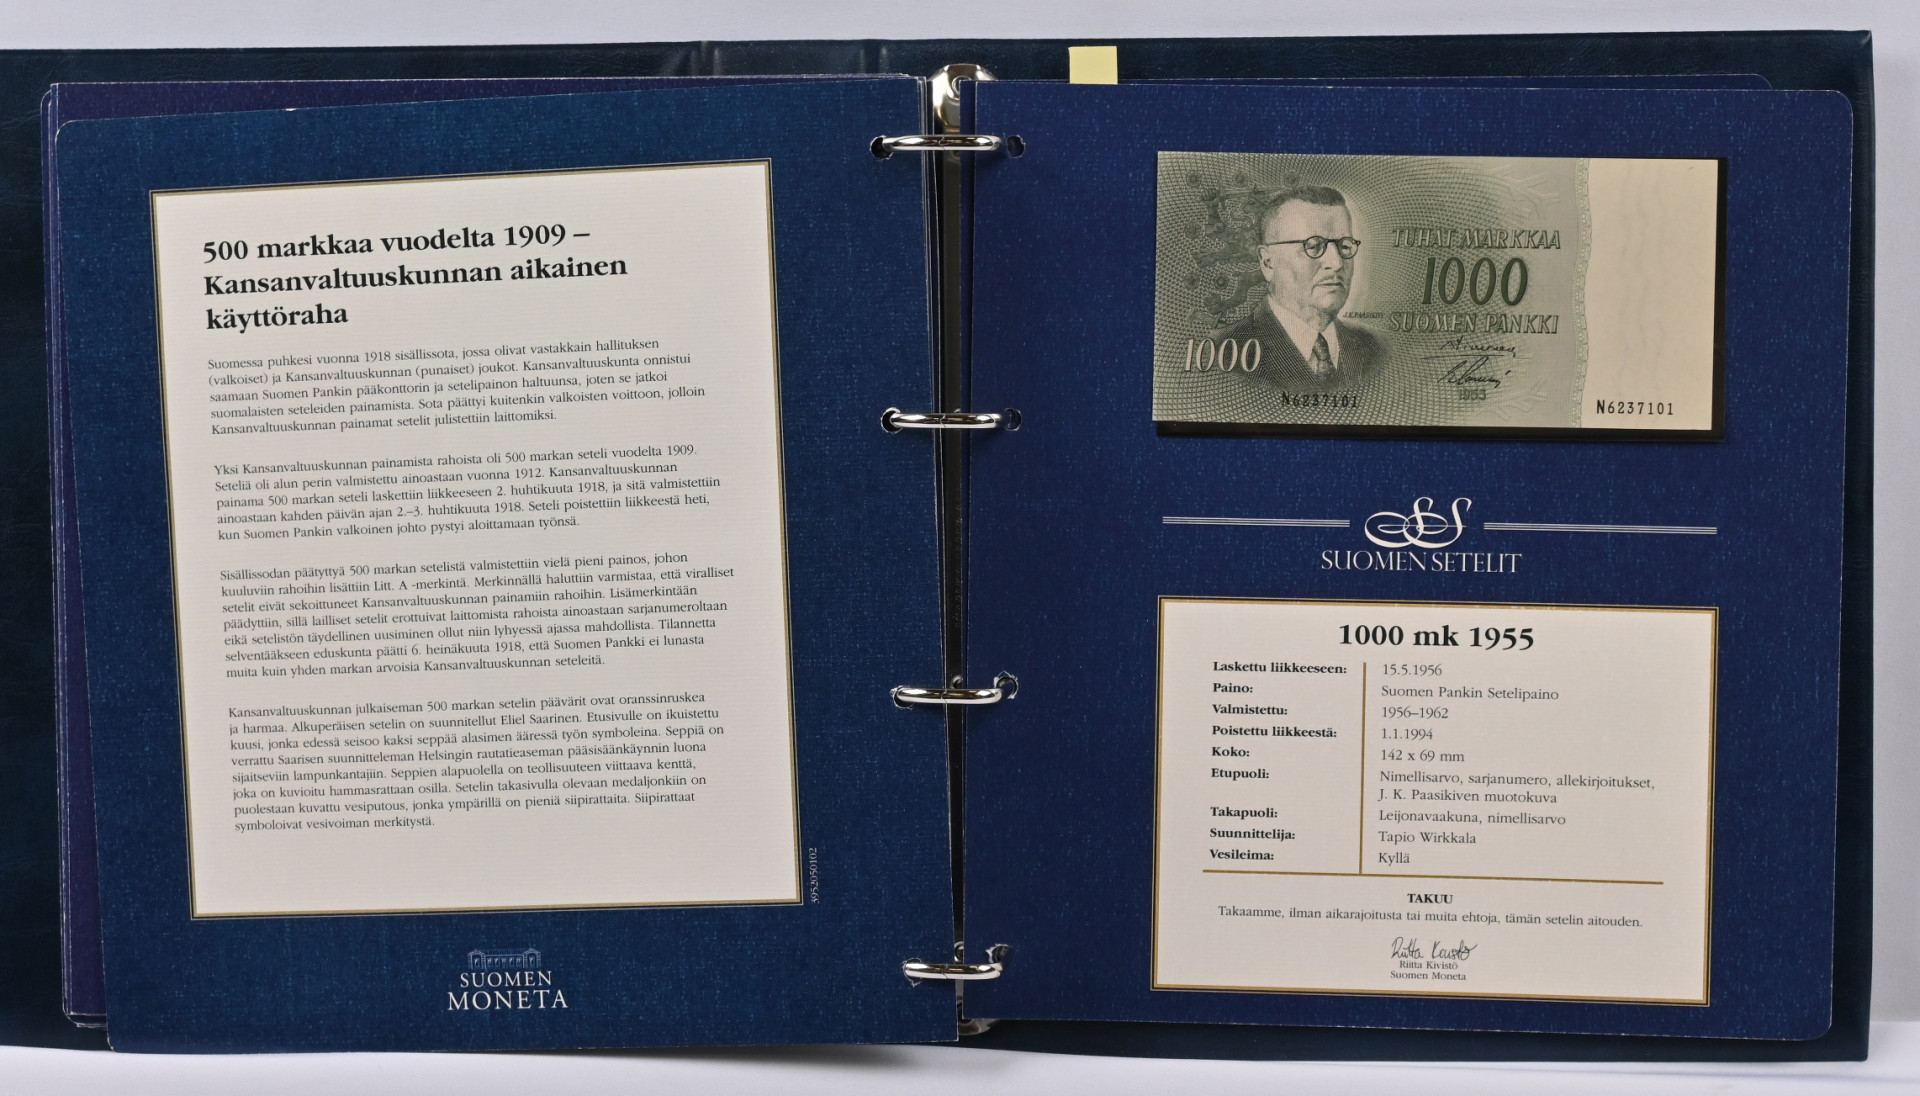 500 markkaa vuodelta 1909 –
Kansanvaltuuskunnan aikainen
käyttöraha
Suomessa puhkesi vuonna 1918 sisällissota, jossa olivat vastakkain hallituksen
(valkoiset) ja Kansanvaltuuskunnan (punaiset) joukot. Kansanvaltuuskunta onnistui
saamaan Suomen Pankin pääkonttorin ja setelipainon haltuunsa, joten se jatkoi
suomalaisten seteleiden painamista. Sota päättyi kuitenkin valkoisten voittoon, jolloin
Kansanvaltuuskunnan painamat setelit julistettiin laittomiksi.
Yksi Kansanvaltuuskunnan painamista rahoista oli 500 markan seteli vuodelta 1909.
Seteliä oli alun perin valmistettu ainoastaan vuonna 1912. Kansanvaltuuskunnan
painama 500 markan seteli laskettiin liikkeeseen 2. huhtikuuta 1918, ja sitä valmistettiin
ainoastaan kahden päivän ajan 2.–3. huhtikuuta 1918. Seteli poistettiin liikkeestä heti,
kun Suomen Pankin valkoinen johto pystyi aloittamaan työnsä.
Sisällissodan päätyttyä 500 markan setelistä valmistettiin vielä pieni painos, johon
kuuluviin rahoihin lisättiin Litt. A -merkintä. Merkinnällä haluttiin varmistaa, että viralliset
setelit eivät sekoittuneet Kansanvaltuuskunnan painamiin rahoihin. Lisämerkintään
päädyttiin, sillä lailliset setelit erottuivat laittomista rahoista ainoastaan sarjanumeroltaan
eikä setelistön täydellinen uusiminen ollut niin lyhyessä ajassa mahdollista. Tilannetta
selventääkseen eduskunta päätti 6. heinäkuuta 1918, että Suomen Pankki ei lunasta
muita kuin yhden markan arvoisia Kansanvaltuuskunnan seteleitä.
Kansanvaltuuskunnan julkaiseman 500 markan setelin päävärit ovat oranssinruskea
ja harmaa. Alkuperäisen setelin on suunnitellut Eliel Saarinen. Etusivulle on ikuistettu
kuusi, jonka edessä seisoo kaksi seppää alasimen ääressä työn symboleina. Seppiä on
verrattu Saarisen suunnitteleman Helsingin rautatieaseman pääsisäänkäynnin luona
sijaitseviin lampunkantajiin. Seppien alapuolella on teollisuuteen viittaava kenttä,
joka on kuvioitu hammasrattaan osilla. Setelin takasivulla olevaan medaljonkiin on
puolestaan kuvattu vesiputous, jonka ympärillä on pieniä siipirattaita. Siipirattaat
symboloivat vesivoiman merkitystä.
3952050102
SUOMEN
MONETA
TUHAT MARKKAA
1000
J.K.PAASIKIVI
SUOMEN PANKKI
1000
1955
N6237101
N6237101
SS
SUOMEN SETELIT
1000 mk 1955
Laskettu liikkeeseen: 15.5.1956
Paino: Suomen Pankin Setelipaino
Valmistettu: 1956–1962
Poistettu liikkeestä: 1.1.1994
Koko: 142 x 69 mm
Etupuoli: Nimellisarvo, sarjanumero, allekirjoitukset,
J. K. Paasikiven muotokuva
Takapuoli: Leijonavaakuna, nimellisarvo
Suunnittelija: Tapio Wirkkala
Vesileima: Kyllä
TAKUU
Takaamme, ilman aikarajoitusta tai muita ehtoja, tämän setelin aitouden.
Riitta Kivistö
Riitta Kivistö
Suomen Moneta